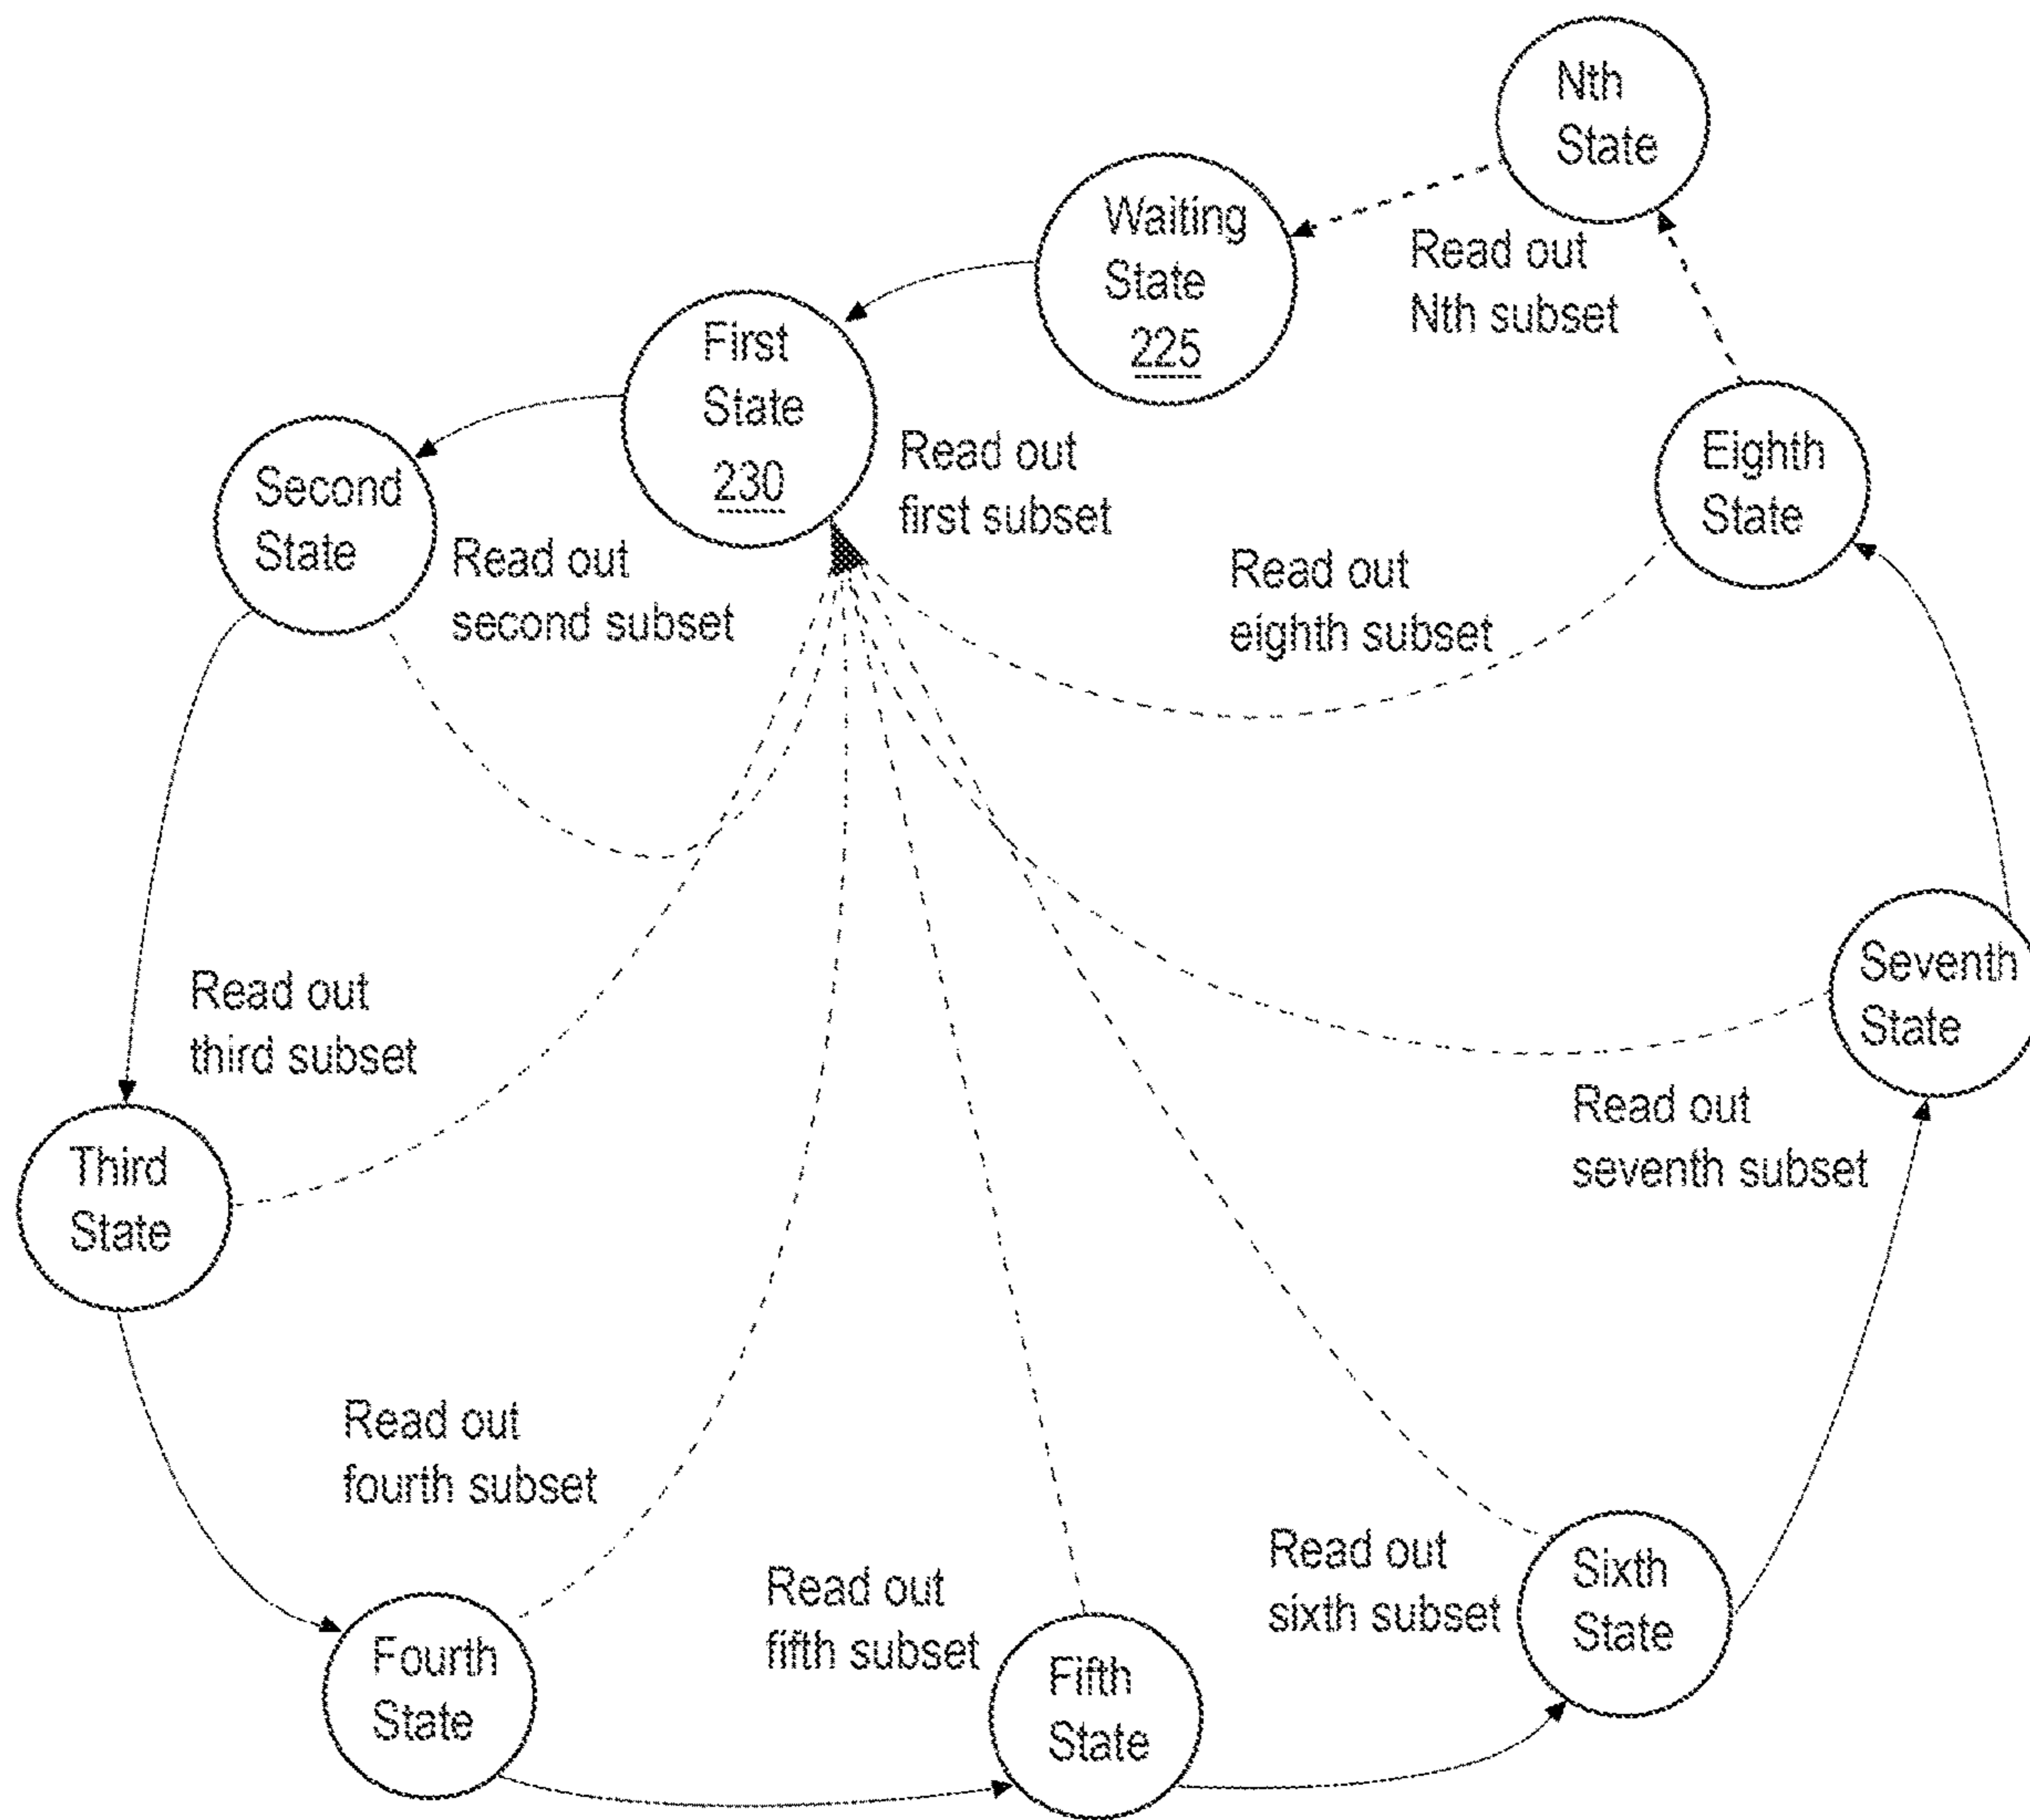 Nth
State
Waiting
State
225
Read out
Nth subset
First
State
230
Read out
first subset
Eighth
State
Second
State
Read out
second subset
Read out
eighth subset
Seventh
State
Read out
third subset
Read out
seventh subset
Third
State
Read out
fourth subset
Fourth
State
Read out
fifth subset
Fifth
State
Read out
sixth subset
Sixth
State